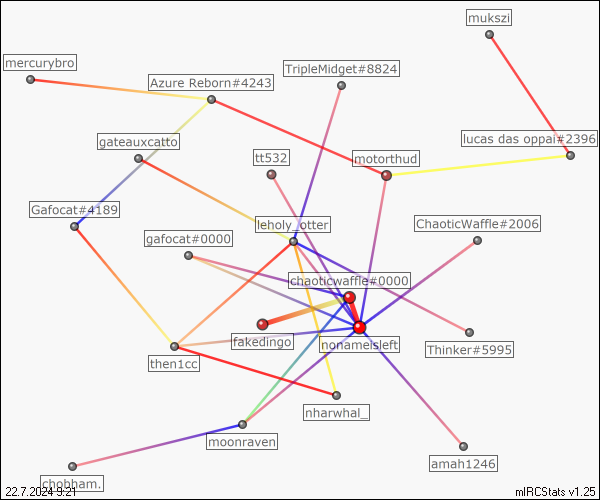 mukszi
mercurybro
TripleMidget#8824
Azure Reborn#4243
gateauxcatto
lucas das oppai#2396
tt532
motorthud
Gafocat#4189
leholy_otter
ChaoticWaffle#2006
gafocat#0000
chaoticwaffle#0000
fakedingo
nonameisleft
Thinker#5995
then1cc
nharwhal_
moonraven
amah1246
chobham.
22.7.2024 9:21
mIRCStats v1.25